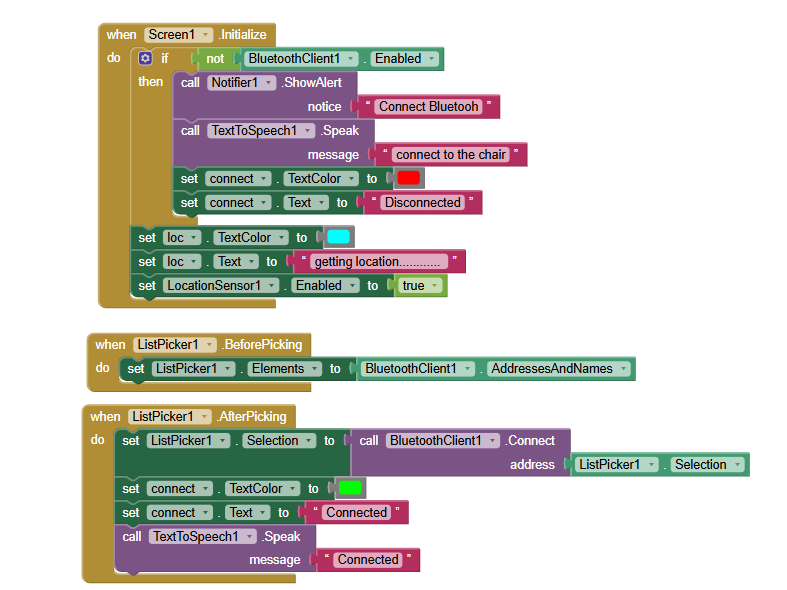 when Screen1 .Initialize
do if not BluetoothClient1 . Enabled
then call Notifier1 .ShowAlert
notice " Connect Bluetooh "
call TextToSpeech1 .Speak
message " connect to the chair "
set connect . TextColor to
set connect . Text to " Disconnected "
set loc . TextColor to
set loc . Text to " getting location............ "
set LocationSensor1 . Enabled to true
when ListPicker1 .BeforePicking
do set ListPicker1 . Elements to BluetoothClient1 . AddressesAndNames
when ListPicker1 .AfterPicking
do set ListPicker1 . Selection to call BluetoothClient1 .Connect
address ListPicker1 . Selection
set connect . TextColor to
set connect . Text to " Connected "
call TextToSpeech1 .Speak
message " Connected "